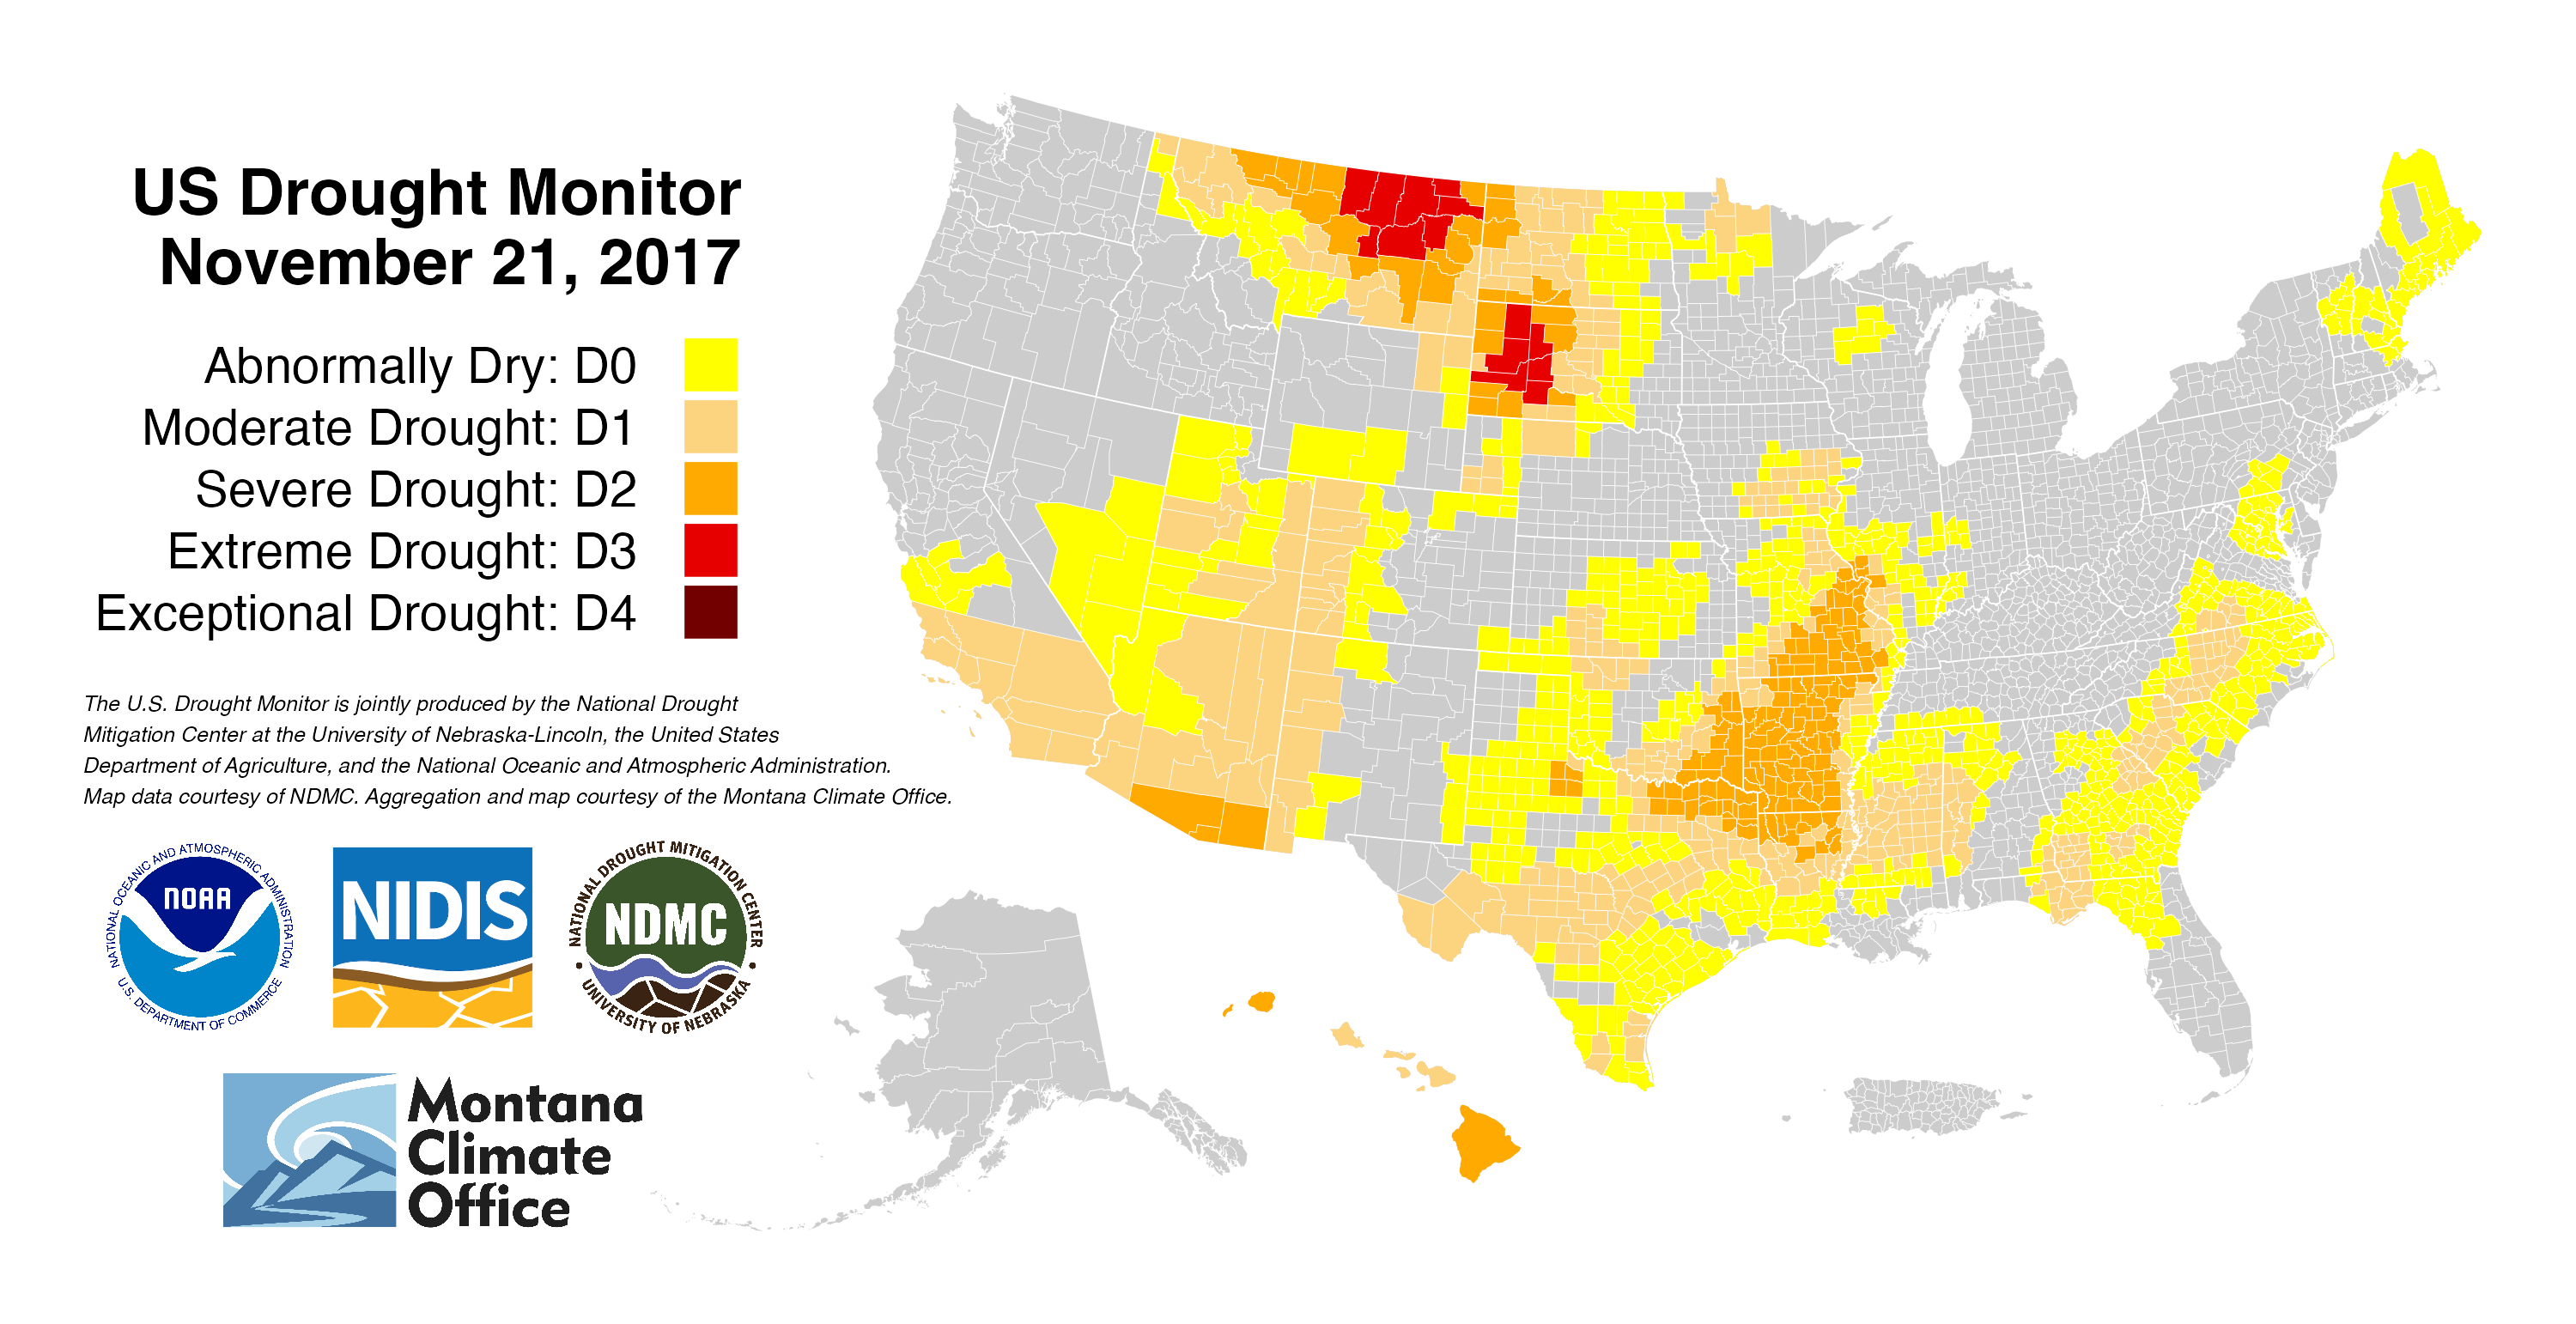 US Drought Monitor
November 21, 2017
Abnormally Dry: D0
Moderate Drought: D1
Severe Drought: D2
Extreme Drought: D3
Exceptional Drought: D4
The U.S. Drought Monitor is jointly produced by the National Drought
Mitigation Center at the University of Nebraska-Lincoln, the United States
Department of Agriculture, and the National Oceanic and Atmospheric Administration.
Map data courtesy of NDMC. Aggregation and map courtesy of the Montana Climate Office.
NATIONAL OCEANIC AND ATMOSPHERIC ADMINISTRATION
NOAA
U.S. DEPARTMENT OF COMMERCE
NIDIS
NATIONAL DROUGHT MITIGATION CENTER
NDMC
UNIVERSITY OF NEBRASKA
Montana
Climate
Office